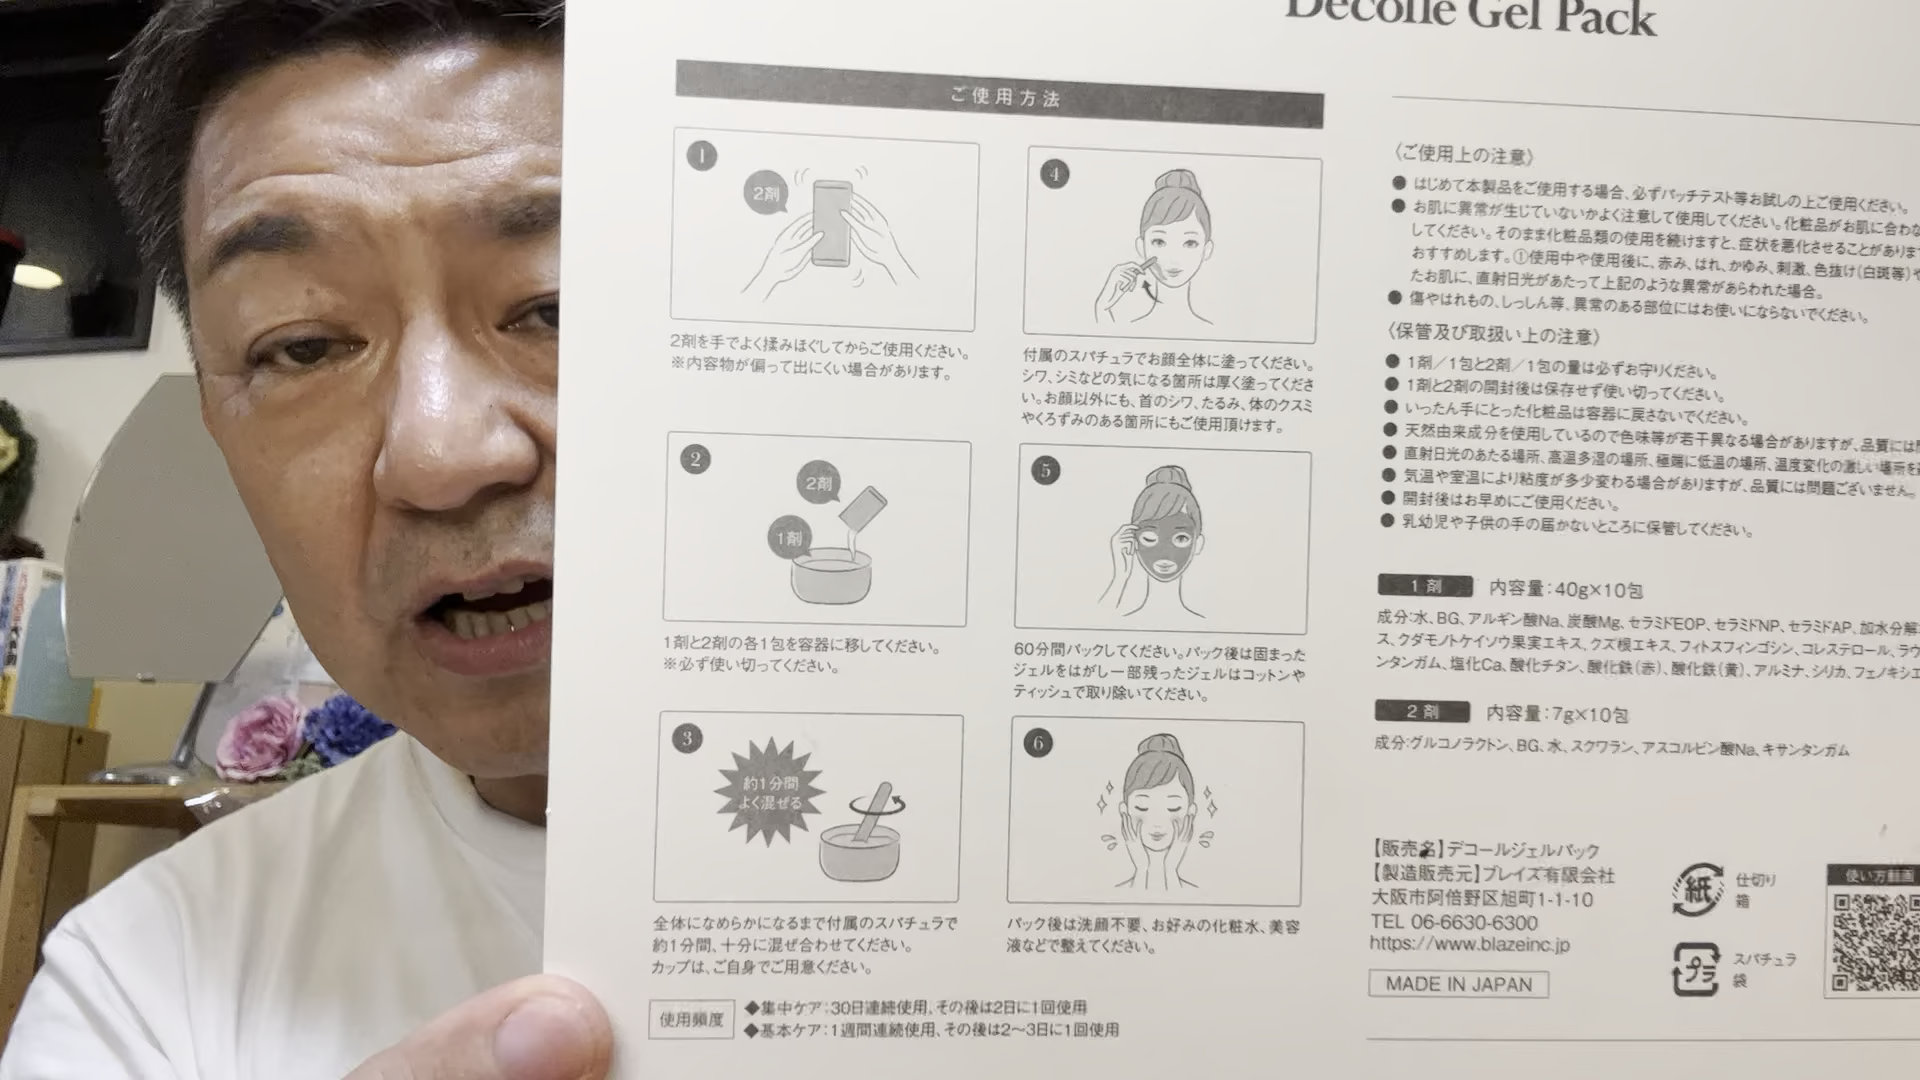 Decolle Gel Pack
ご使用方法
1
2剤
2剤を手でよく揉みほぐしてからご使用ください。
※内容物が偏って出にくい場合があります。
2
2剤
1剤
1剤と2剤の各1包を容器に移してください。
※必ず使い切ってください。
3
約1分間
よく混ぜる
全体になめらかになるまで付属のスパチュラで
約1分間、十分に混ぜ合わせてください。
カップは、ご自身でご用意ください。
4
付属のスパチュラでお顔全体に塗ってください。
シワ、シミなどの気になる箇所は厚く塗ってくださ
い。お顔以外にも、首のシワ、たるみ、体のクスミ
やくろずみのある箇所にもご使用頂けます。
5
60分間パックしてください。パック後は固まった
ジェルをはがし一部残ったジェルはコットンや
ティッシュで取り除いてください。
6
パック後は洗顔不要、お好みの化粧水、美容
液などで整えてください。
使用頻度
◆集中ケア:30日連続使用、その後は2日に1回使用
◆基本ケア:1週間連続使用、その後は2〜3日に1回使用
〈ご使用上の注意〉
● はじめて本製品をご使用する場合、必ずパッチテスト等お試しの上ご使用ください。
● お肌に異常が生じていないかよく注意して使用してください。化粧品がお肌に合わな
してください。そのまま化粧品類の使用を続けますと、症状を悪化させることがありま
おすすめします。①使用中や使用後に、赤み、はれ、かゆみ、刺激、色抜け(白斑等)や
たお肌に、直射日光があたって上記のような異常があらわれた場合。
● 傷やはれもの、しっしん等、異常のある部位にはお使いにならないでください。
〈保管及び取扱い上の注意〉
● 1剤/1包と2剤/1包の量は必ずお守りください。
● 1剤と2剤の開封後は保存せず使い切ってください。
● いったん手にとった化粧品は容器に戻さないでください。
● 天然由来成分を使用しているので色味等が若干異なる場合がありますが、品質には
● 直射日光のあたる場所、高温多湿の場所、極端に低温の場所、温度変化の激しい場所を
● 気温や室温により粘度が多少変わる場合がありますが、品質には問題ございません。
● 開封後はお早めにご使用ください。
● 乳幼児や子供の手の届かないところに保管してください。
1剤 内容量:40g×10包
成分:水、BG、アルギン酸Na、炭酸Mg、セラミドEOP、セラミドNP、セラミドAP、加水分解
ス、クダモノトケイソウ果実エキス、クズ根エキス、フィトスフィンゴシン、コレステロール、ラウ
ンタンガム、塩化Ca、酸化チタン、酸化鉄(赤)、酸化鉄(黄)、アルミナ、シリカ、フェノキシエ
2剤 内容量:7g×10包
成分:グルコノラクトン、BG、水、スクワラン、アスコルビン酸Na、キサンタンガム
【販売名】デコールジェルパック
【製造販売元】ブレイズ有限会社
大阪市阿倍野区旭町1-1-10
TEL 06-6630-6300
https://www.blazeinc.jp
MADE IN JAPAN
紙
仕切り
箱
プラ
スパチュラ
袋
使い方動画